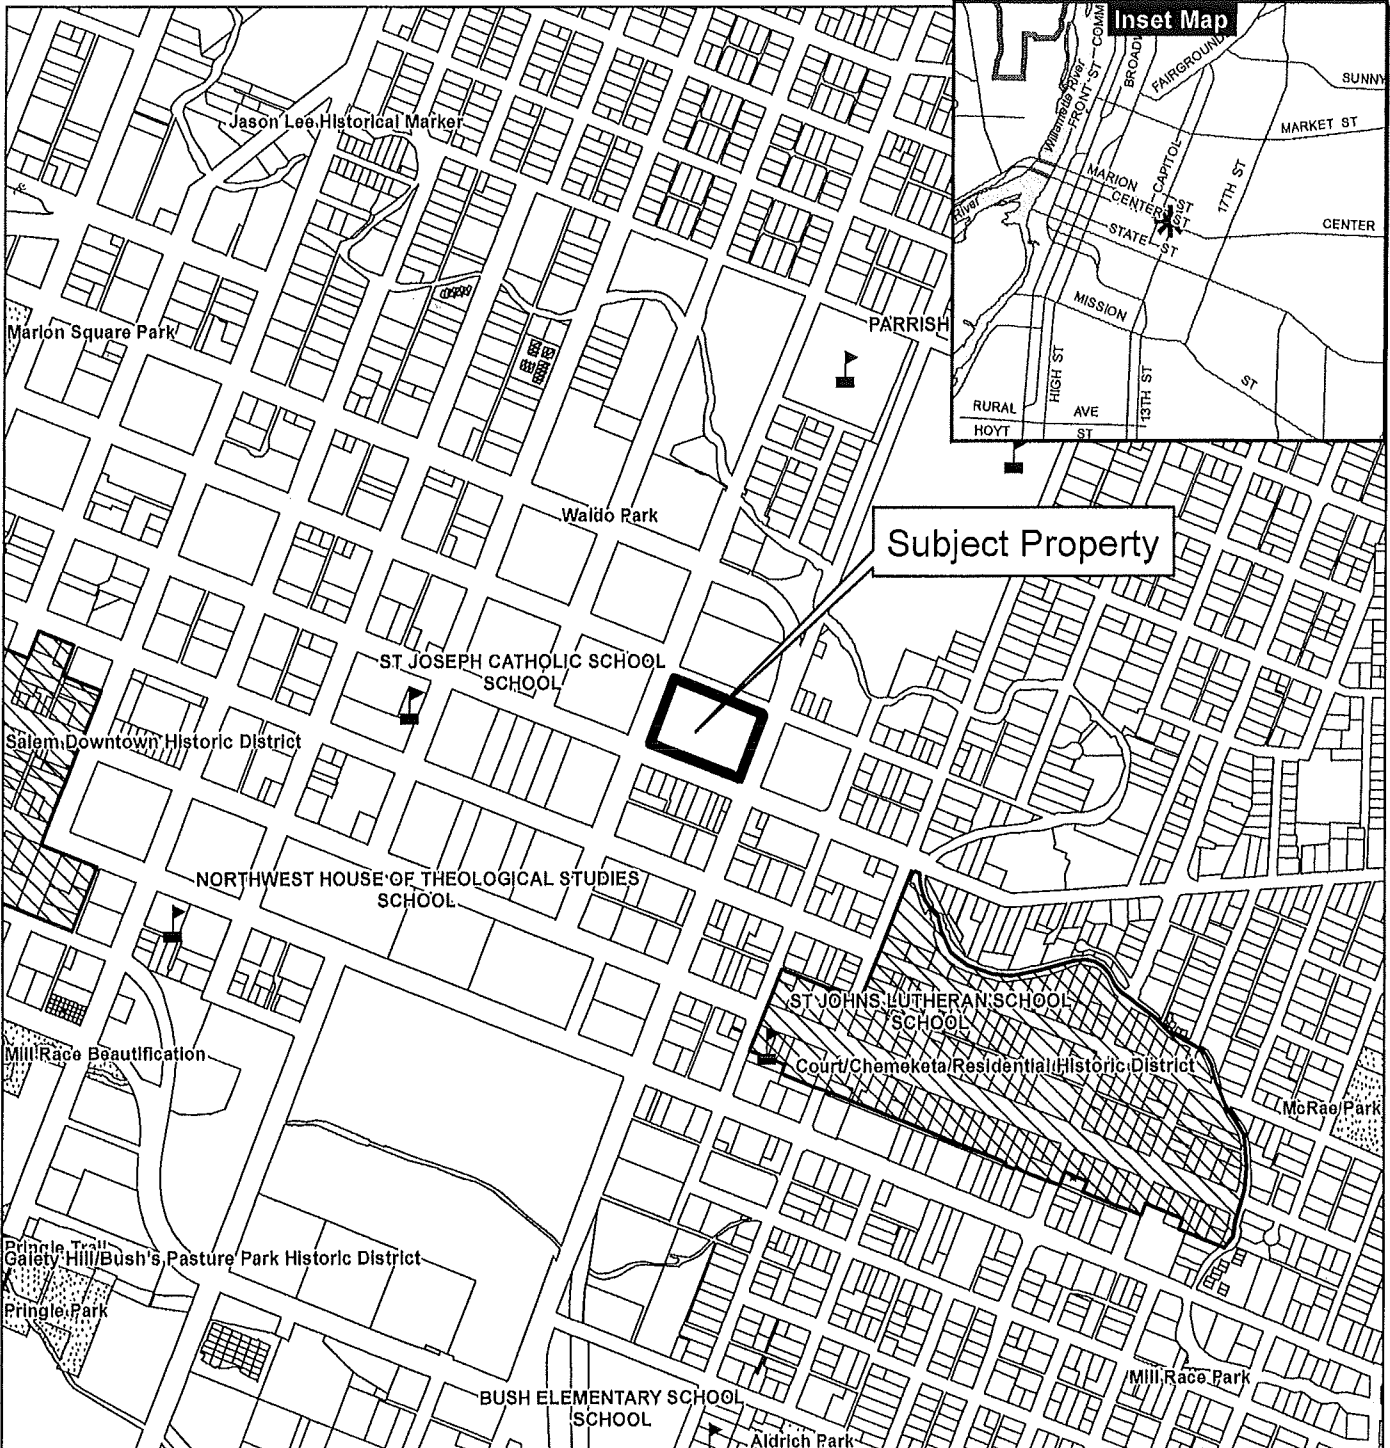 Inset Map
COMM
BROADW
FAIRGROUND
SUNNY
Willamette River
FRONT ST
MARKET ST
CAPITOL
17TH ST
MARION ST
CENTER ST
CENTER
River
STATE ST
MISSION
ST
HIGH ST
13TH ST
RURAL AVE
HOYT ST
Jason Lee Historical Marker
Marion Square Park
PARRISH
Waldo Park
Subject Property
ST JOSEPH CATHOLIC SCHOOL
SCHOOL
Salem Downtown Historic District
NORTHWEST HOUSE OF THEOLOGICAL STUDIES
SCHOOL
ST JOHNS LUTHERAN SCHOOL
SCHOOL
Mill Race Beautification
Court/Chemeketa Residential Historic District
McRae Park
Pringle Trail
Gaiety Hill/Bush's Pasture Park Historic District
Pringle Park
Mill Race Park
BUSH ELEMENTARY SCHOOL
SCHOOL
Aldrich Park